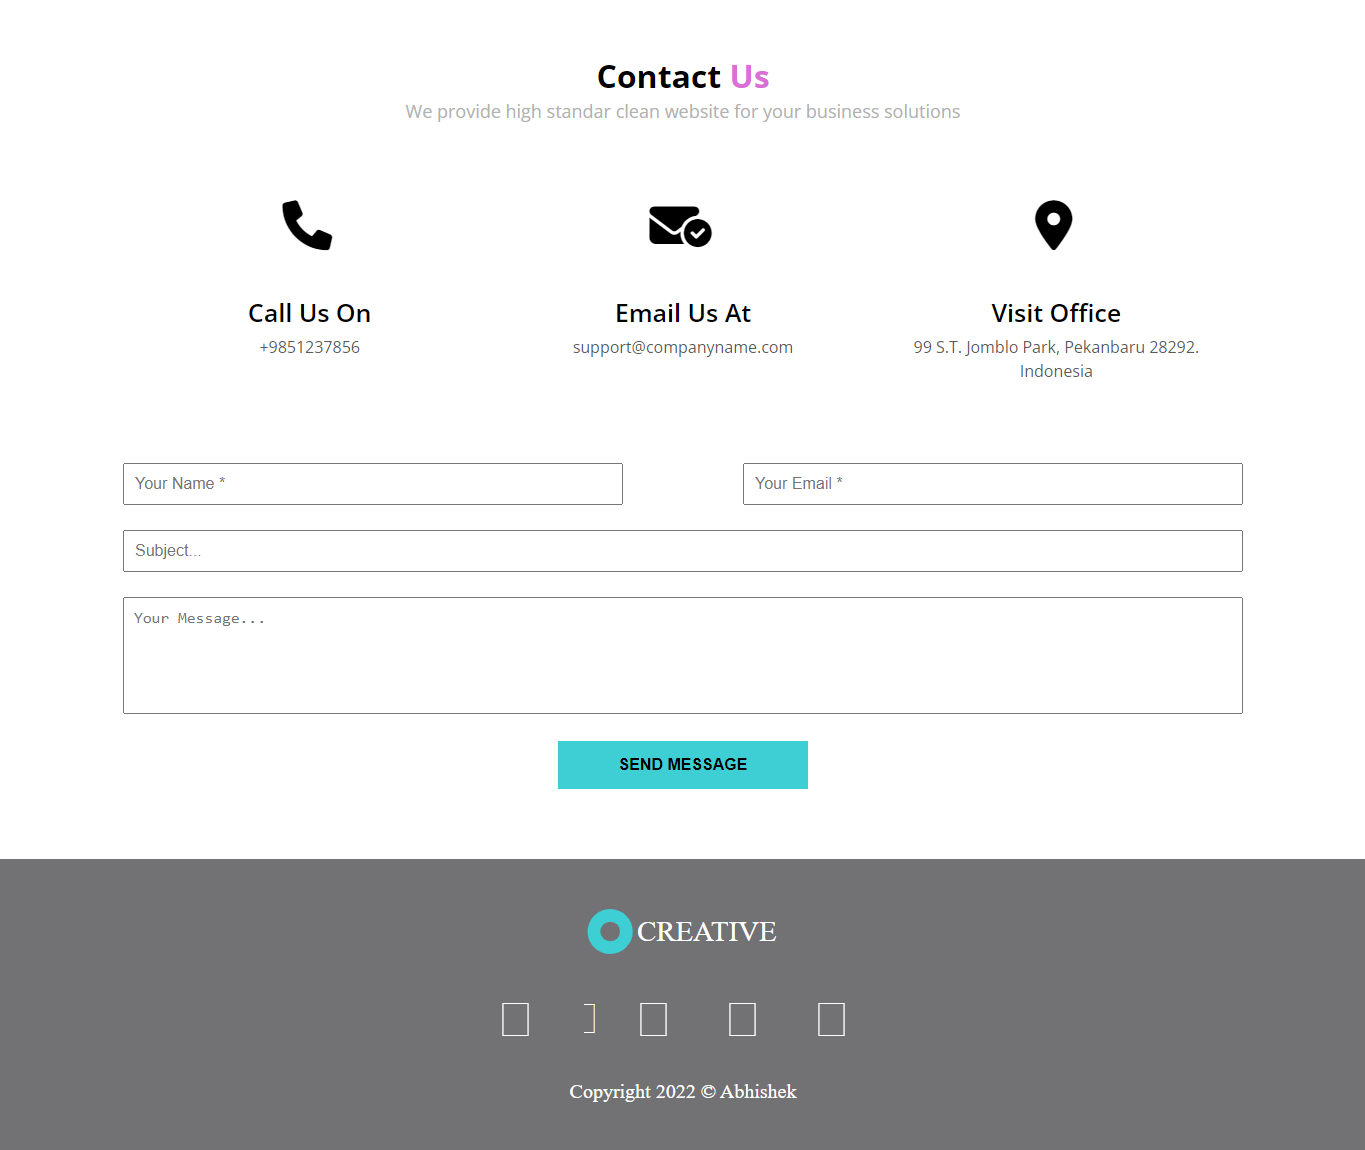 Contact Us
We provide high standar clean website for your business solutions
Call Us On
+9851237856
Email Us At
support@companyname.com
Visit Office
99 S.T. Jomblo Park, Pekanbaru 28292.
Indonesia
Your Name *
Your Email *
Subject...
Your Message...
SEND MESSAGE
CREATIVE
Copyright 2022 © Abhishek